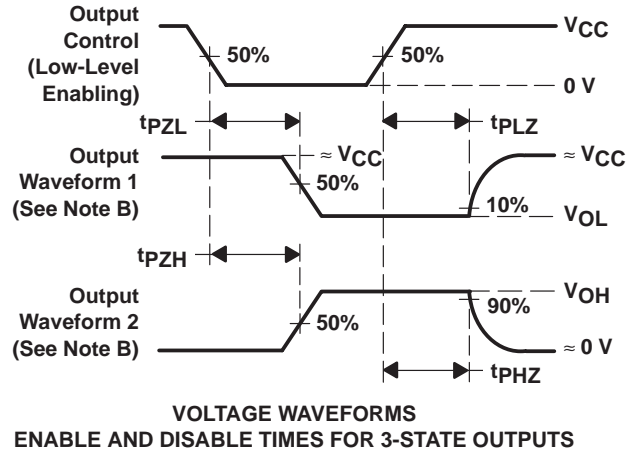 Output
Control
(Low-Level
Enabling)
50%
50%
VCC
0 V
tPZL
tPLZ
Output
Waveform 1
(See Note B)
≈ VCC
50%
≈ VCC
10%
VOL
tPZH
Output
Waveform 2
(See Note B)
50%
VOH
90%
≈ 0 V
tPHZ
VOLTAGE WAVEFORMS
ENABLE AND DISABLE TIMES FOR 3-STATE OUTPUTS